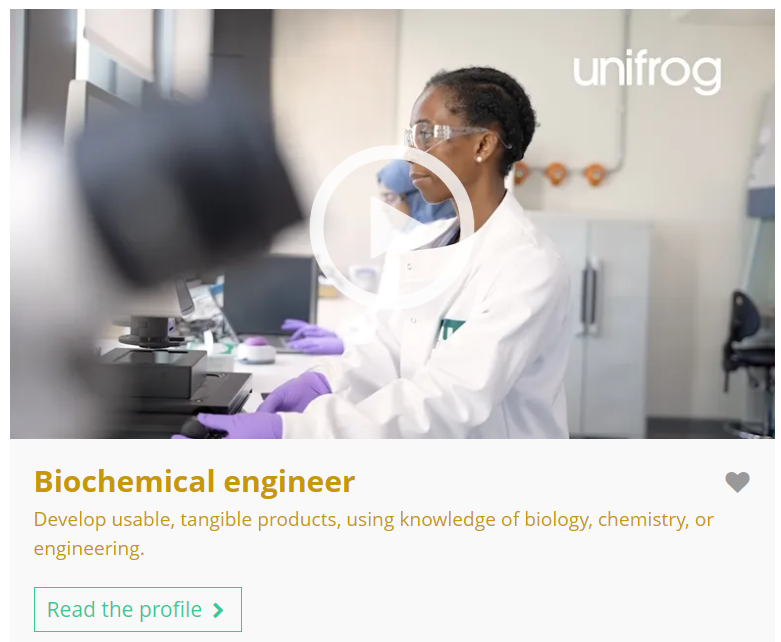 unifrog
Biochemical engineer
Develop usable, tangible products, using knowledge of biology, chemistry, or
engineering.
Read the profile